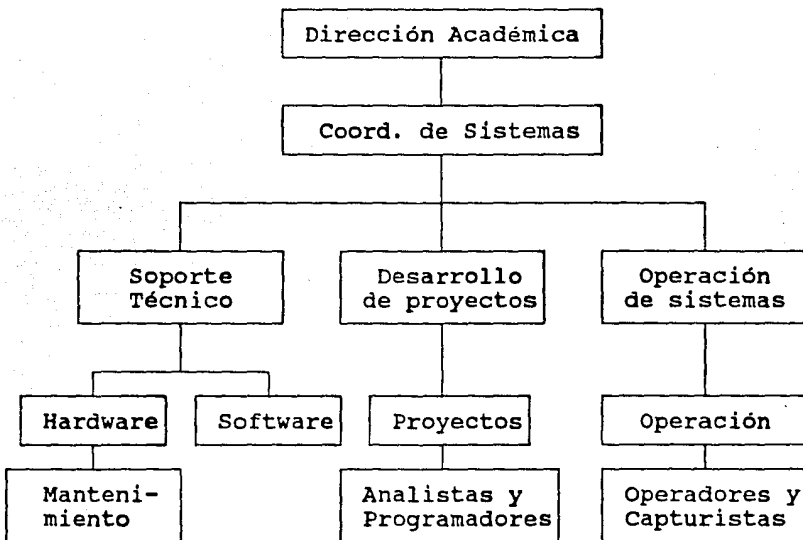 Dirección Académica
Coord. de Sistemas
Soporte
Técnico
Desarrollo
de proyectos
Operación
de sistemas
Hardware
Software
Proyectos
Operación
Manteni-
miento
Analistas y
Programadores
Operadores y
Capturistas